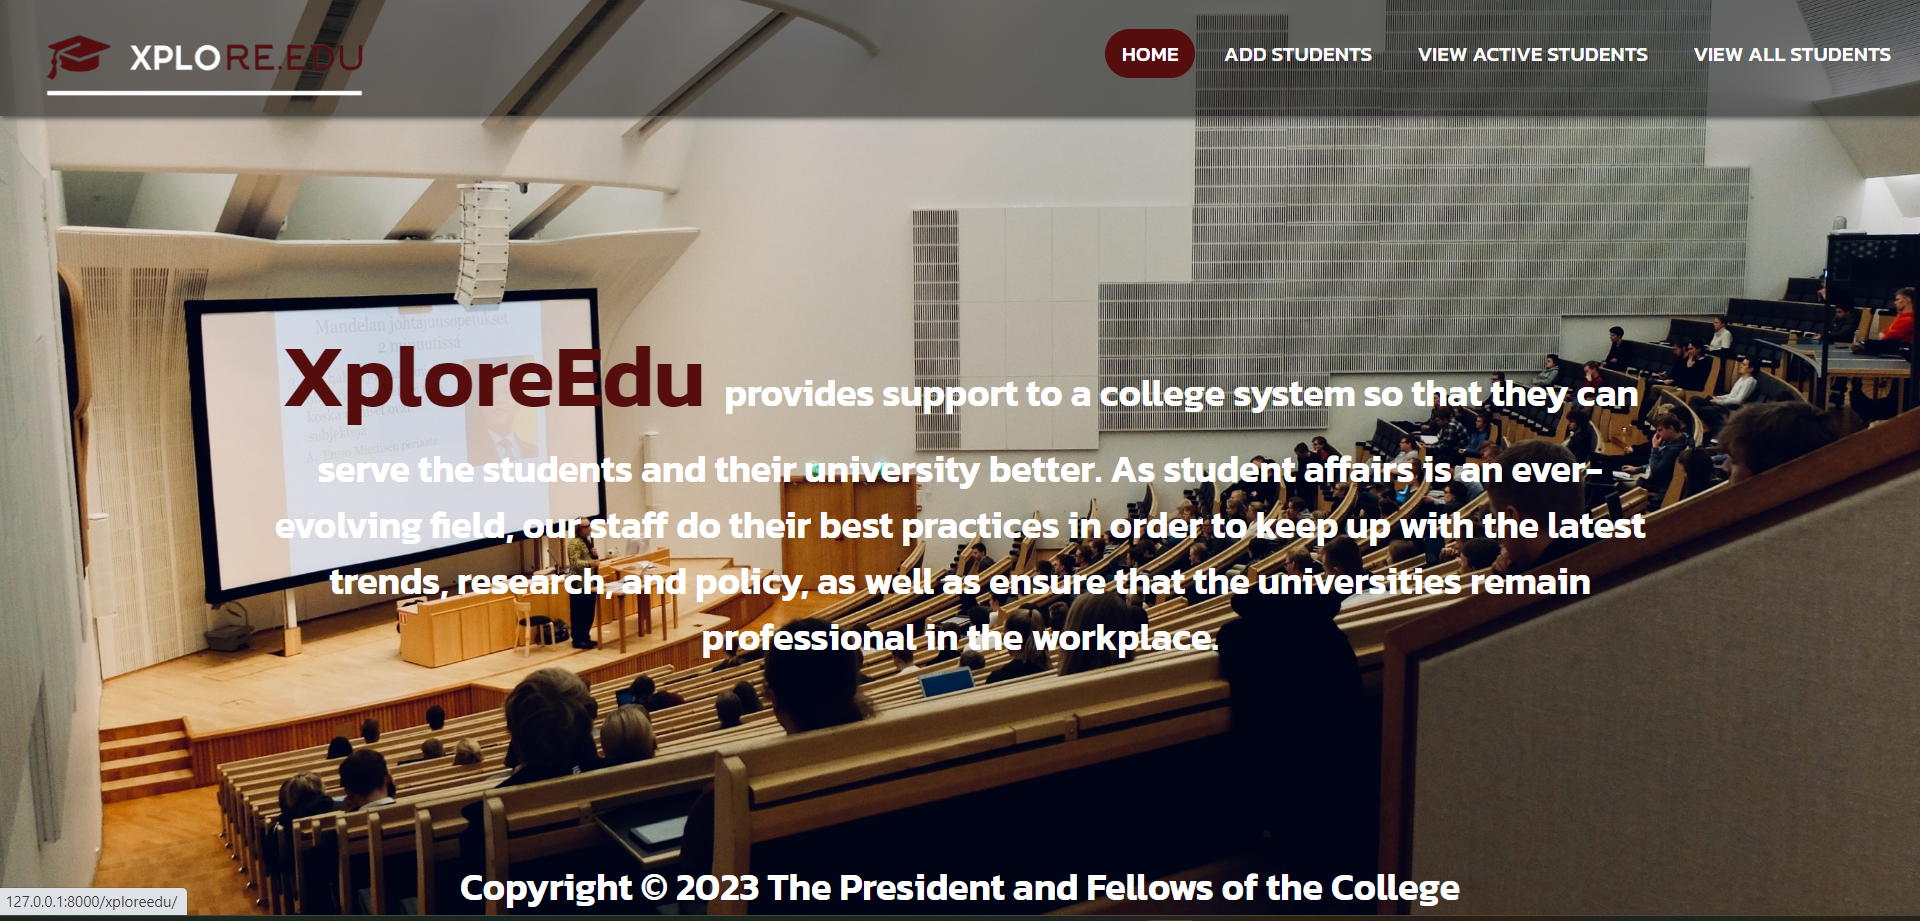 XPLORE.EDU
HOME ADD STUDENTS VIEW ACTIVE STUDENTS VIEW ALL STUDENTS
Mandelan johtajuusopetukset
2 minuutissa
XploreEdu provides support to a college system so that they can
serve the students and their university better. As student affairs is an ever-
evolving field, our staff do their best practices in order to keep up with the latest
trends, research, and policy, as well as ensure that the universities remain
professional in the workplace.
Copyright © 2023 The President and Fellows of the College
127.0.0.1:8000/xploreedu/